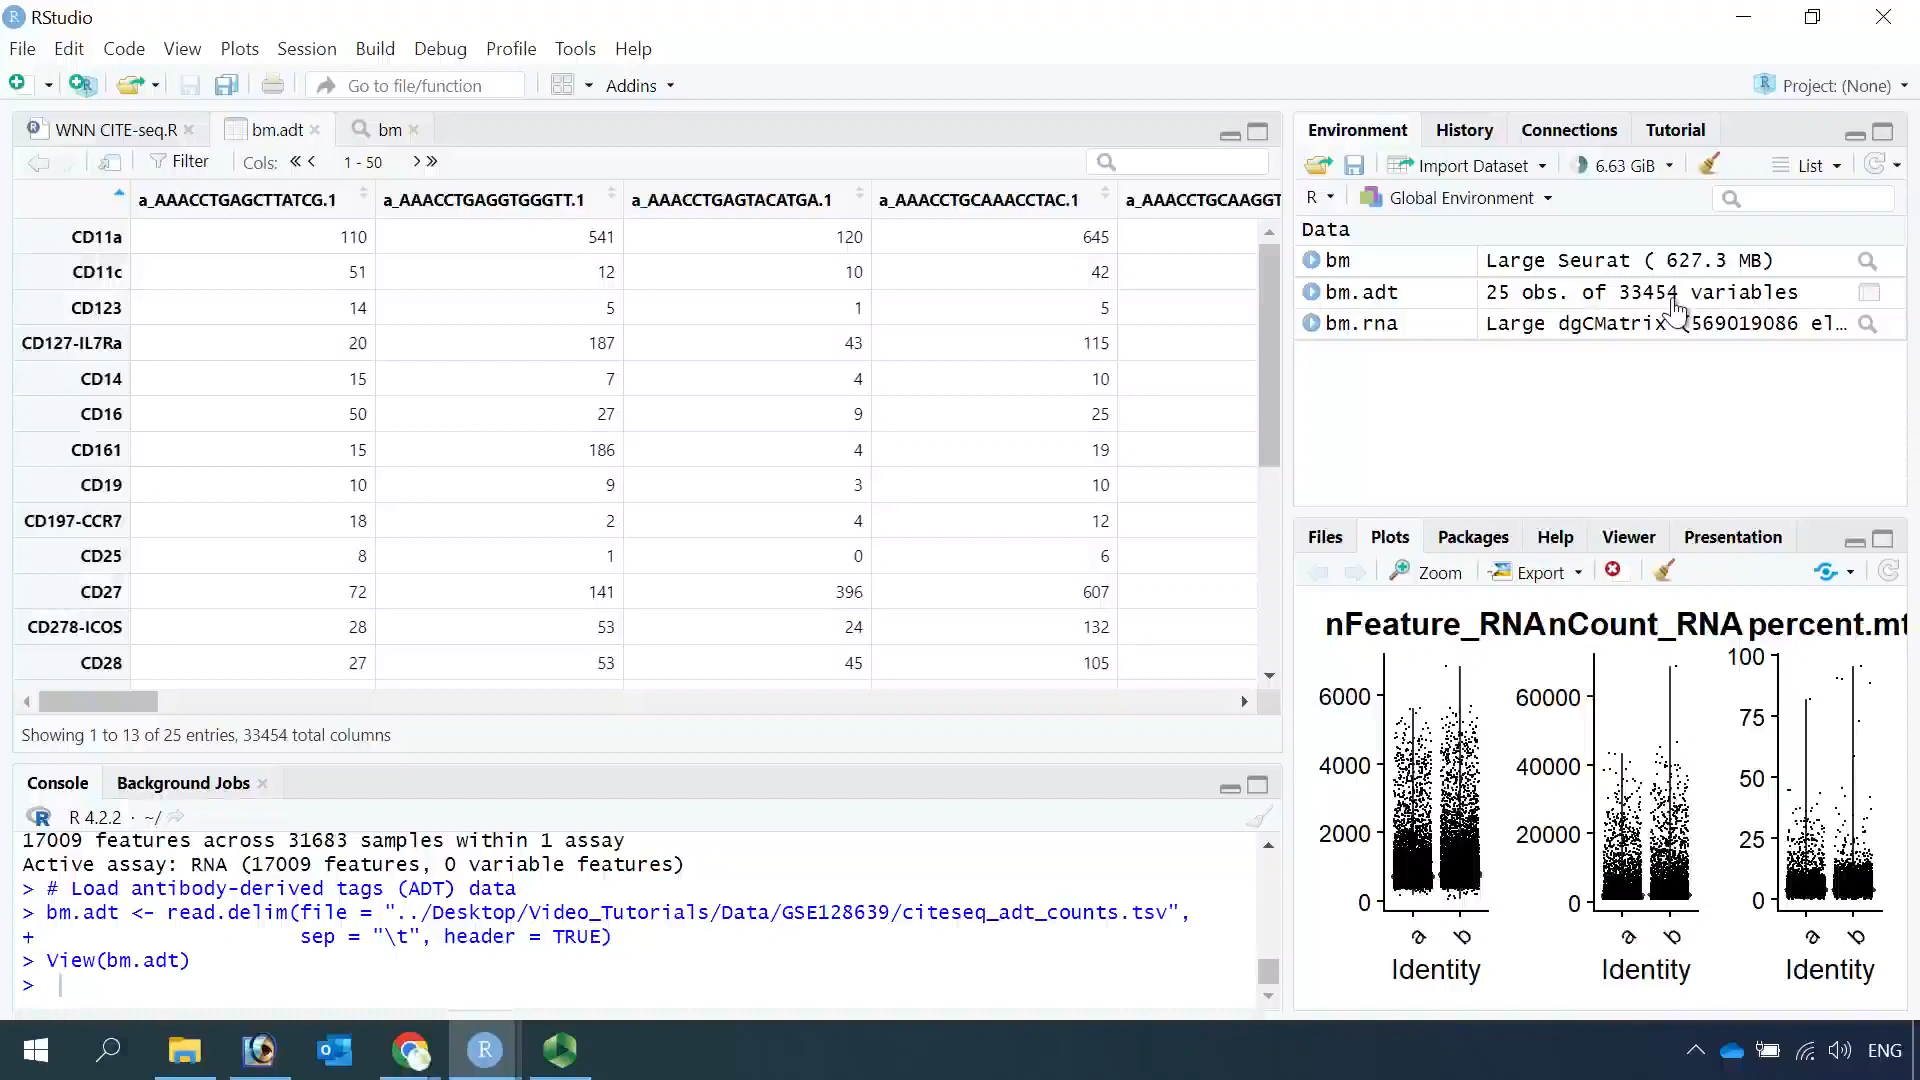 RStudio
File Edit Code View Plots Session Build Debug Profile Tools Help
Go to file/function Addins Project: (None)
WNN CITE-seq.R bm.adt bm
Filter Cols: 1 - 50
a_AAACCTGAGCTTATCG.1 a_AAACCTGAGGTGGGTT.1 a_AAACCTGAGTACATGA.1 a_AAACCTGCAAACCTAC.1 a_AAACCTGCAAGGT
CD11a 110 541 120 645
CD11c 51 12 10 42
CD123 14 5 1 5
CD127-IL7Ra 20 187 43 115
CD14 15 7 4 10
CD16 50 27 9 25
CD161 15 186 4 19
CD19 10 9 3 10
CD197-CCR7 18 2 4 12
CD25 8 1 0 6
CD27 72 141 396 607
CD278-ICOS 28 53 24 132
CD28 27 53 45 105
Showing 1 to 13 of 25 entries, 33454 total columns
Console Background Jobs
R 4.2.2 · ~/
17009 features across 31683 samples within 1 assay
Active assay: RNA (17009 features, 0 variable features)
> # Load antibody-derived tags (ADT) data
> bm.adt <- read.delim(file = "../Desktop/Video_Tutorials/Data/GSE128639/citeseq_adt_counts.tsv",
+ sep = "\t", header = TRUE)
> View(bm.adt)
>
Environment History Connections Tutorial
Import Dataset 6.63 GiB List
R Global Environment
Data
bm Large Seurat ( 627.3 MB)
bm.adt 25 obs. of 33454 variables
bm.rna Large dgCMatrix (569019086 el…
Files Plots Packages Help Viewer Presentation
Zoom Export
nFeature_RNA nCount_RNA percent.mt
6000 60000 100
4000 40000 75
2000 20000 50
0 0 25
0
a b a b a b
Identity Identity Identity
ENG